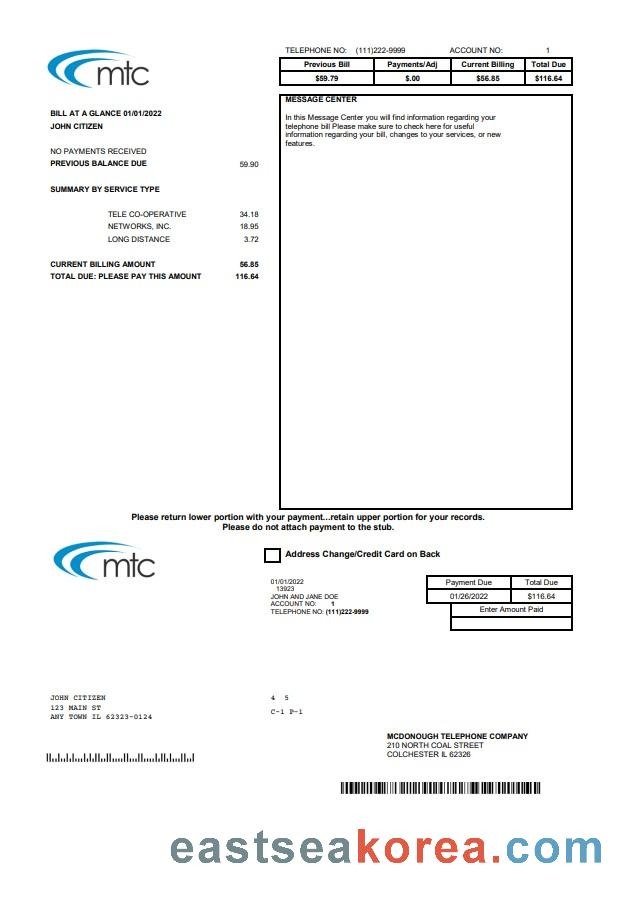 mtc
TELEPHONE NO: (111)222-9999 ACCOUNT NO: 1
Previous Bill Payments/Adj Current Billing Total Due
$59.79 $.00 $56.85 $116.64
BILL AT A GLANCE 01/01/2022
JOHN CITIZEN
NO PAYMENTS RECEIVED
PREVIOUS BALANCE DUE 59.90
SUMMARY BY SERVICE TYPE
TELE CO-OPERATIVE 34.18
NETWORKS, INC. 18.95
LONG DISTANCE 3.72
CURRENT BILLING AMOUNT 56.85
TOTAL DUE: PLEASE PAY THIS AMOUNT 116.64
MESSAGE CENTER
In this Message Center you will find information regarding your
telephone bill Please make sure to check here for useful
information regarding your bill, changes to your services, or new
features.
Please return lower portion with your payment...retain upper portion for your records.
Please do not attach payment to the stub.
mtc
Address Change/Credit Card on Back
01/01/2022
13923
JOHN AND JANE DOE
ACCOUNT NO: 1
TELEPHONE NO: (111)222-9999
Payment Due Total Due
01/26/2022 $116.64
Enter Amount Paid
JOHN CITIZEN
123 MAIN ST
ANY TOWN IL 62323-0124
4 5
C-1 P-1
MCDONOUGH TELEPHONE COMPANY
210 NORTH COAL STREET
COLCHESTER IL 62326
eastseakorea.com